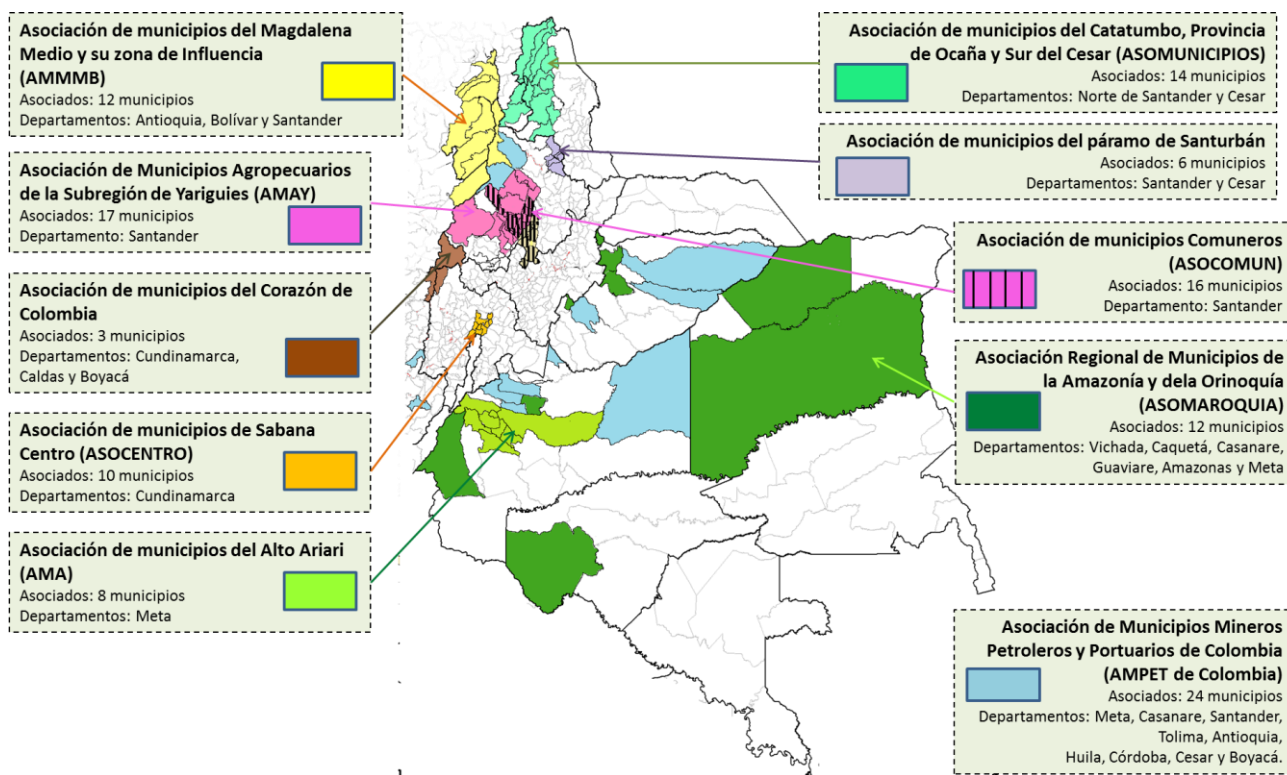 Asociación de municipios del Magdalena
Medio y su zona de Influencia
(AMMMB)
Asociados: 12 municipios
Departamentos: Antioquia, Bolívar y Santander
Asociación de Municipios Agropecuarios
de la Subregión de Yariguies (AMAY)
Asociados: 17 municipios
Departamento: Santander
Asociación de municipios del Corazón de
Colombia
Asociados: 3 municipios
Departamentos: Cundinamarca,
Caldas y Boyacá
Asociación de municipios de Sabana
Centro (ASOCENTRO)
Asociados: 10 municipios
Departamentos: Cundinamarca
Asociación de municipios del Alto Ariari
(AMA)
Asociados: 8 municipios
Departamentos: Meta
Asociación de municipios del Catatumbo, Provincia
de Ocaña y Sur del Cesar (ASOMUNICIPIOS)
Asociados: 14 municipios
Departamentos: Norte de Santander y Cesar
Asociación de municipios del páramo de Santurbán
Asociados: 6 municipios
Departamentos: Santander y Cesar
Asociación de municipios Comuneros
(ASOCOMUN)
Asociados: 16 municipios
Departamento: Santander
Asociación Regional de Municipios de
la Amazonía y dela Orinoquía
(ASOMAROQUIA)
Asociados: 12 municipios
Departamentos: Vichada, Caquetá, Casanare,
Guaviare, Amazonas y Meta
Asociación de Municipios Mineros
Petroleros y Portuarios de Colombia
(AMPET de Colombia)
Asociados: 24 municipios
Departamentos: Meta, Casanare, Santander,
Tolima, Antioquia,
Huila, Córdoba, Cesar y Boyacá.